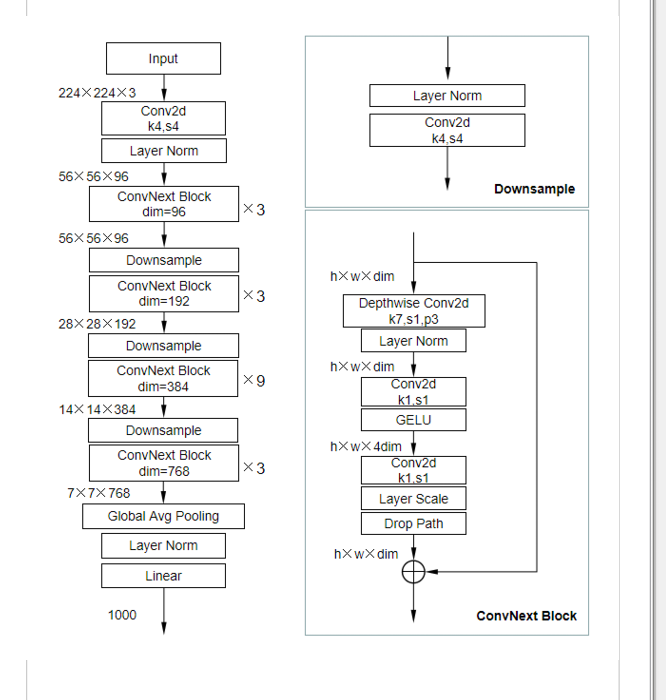 Input
224×224×3
Conv2d
k4,s4
Layer Norm
56×56×96
ConvNext Block
dim=96
×3
56×56×96
Downsample
ConvNext Block
dim=192
×3
28×28×192
Downsample
ConvNext Block
dim=384
×9
14×14×384
Downsample
ConvNext Block
dim=768
×3
7×7×768
Global Avg Pooling
Layer Norm
Linear
1000
Layer Norm
Conv2d
k4,s4
Downsample
h×w×dim
Depthwise Conv2d
k7,s1,p3
Layer Norm
h×w×dim
Conv2d
k1,s1
GELU
h×w×4dim
Conv2d
k1,s1
Layer Scale
Drop Path
h×w×dim
ConvNext Block